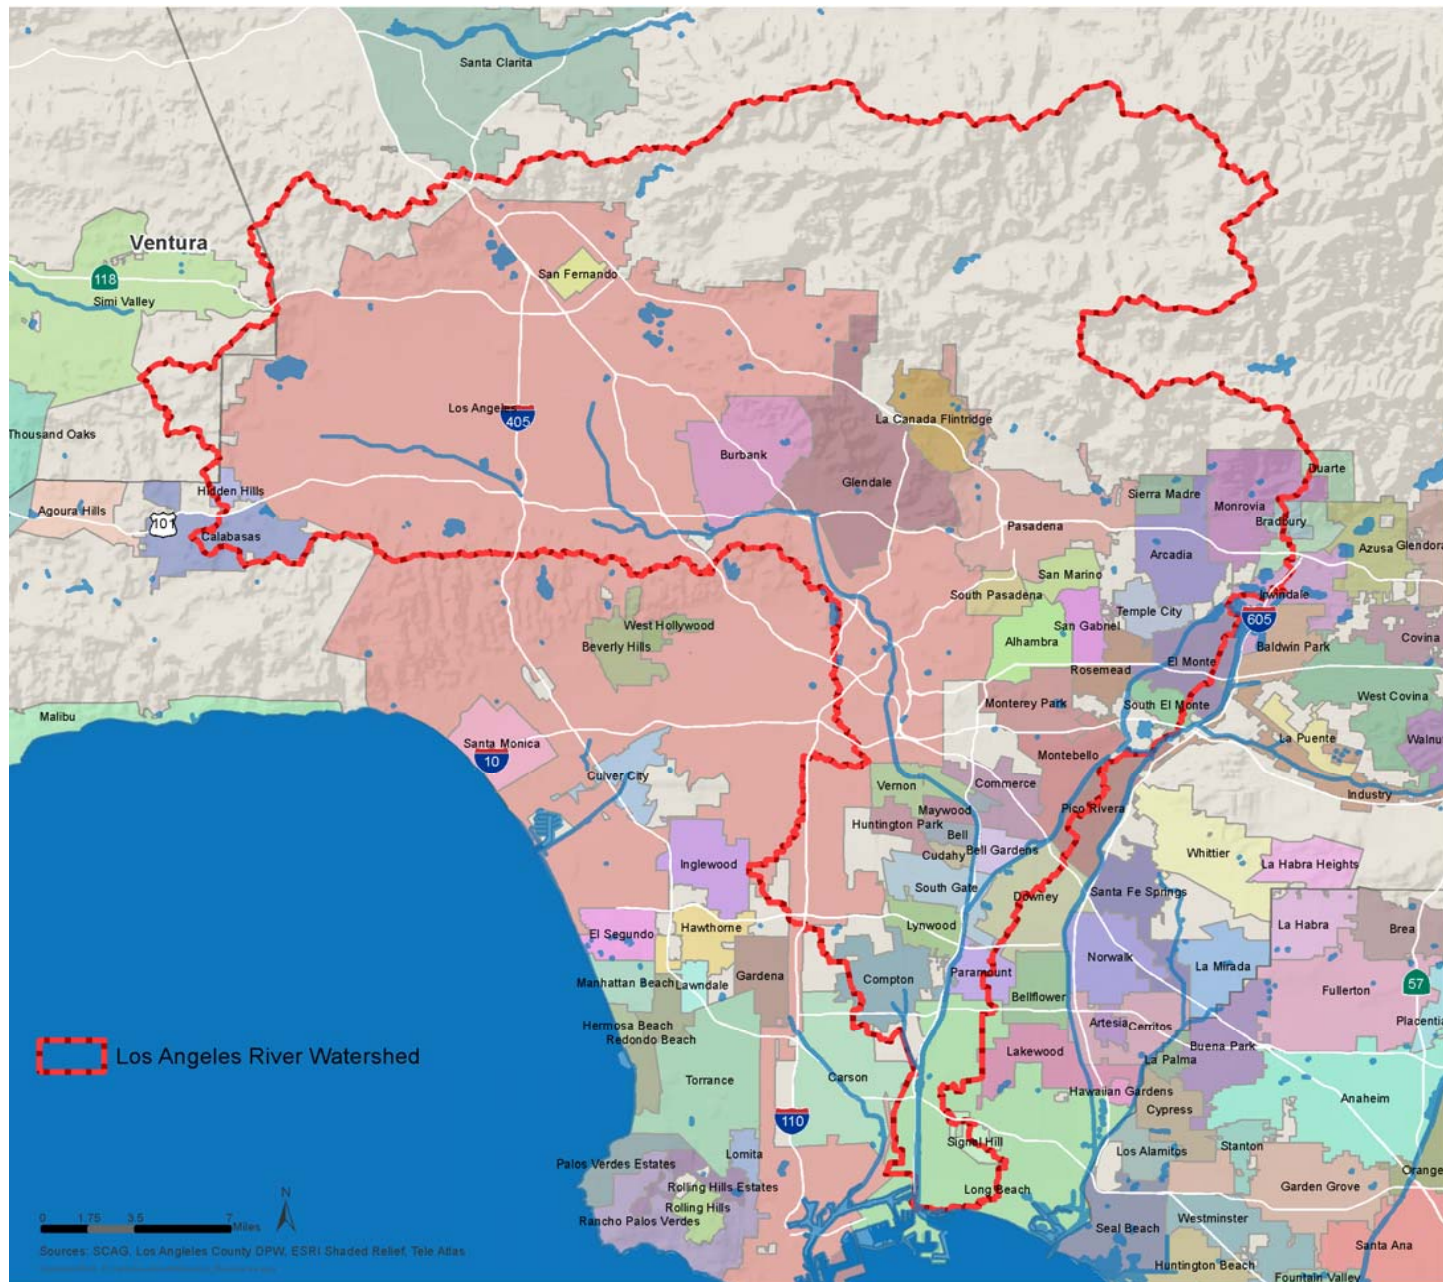 Santa Clarita
Ventura
118
Simi Valley
San Fernando
Los Angeles
405
La Canada Flintridge
Thousand Oaks
Burbank
Glendale
Duarte
Hidden Hills
Sierra Madre
Monrovia
Agoura Hills
101
Calabasas
Pasadena
Bradbury
Arcadia
Azusa
Glendora
San Marino
South Pasadena
Irwindale
Temple City
West Hollywood
San Gabriel
605
Beverly Hills
Alhambra
Baldwin Park
Covina
El Monte
Rosemead
West Covina
Malibu
Monterey Park
South El Monte
Santa Monica
La Puente
Walnut
10
Montebello
Culver City
Vernon
Commerce
Industry
Maywood
Pico Rivera
Huntington Park
Bell
Inglewood
Cudahy
Bell Gardens
Whittier
La Habra Heights
South Gate
Downey
Santa Fe Springs
El Segundo
Hawthorne
Lynwood
La Habra
Brea
Gardena
Compton
Paramount
Norwalk
La Mirada
Manhattan Beach
Lawndale
Bellflower
57
Fullerton
Hermosa Beach
Redondo Beach
Artesia
Cerritos
Placentia
Los Angeles River Watershed
Lakewood
La Palma
Buena Park
Torrance
Carson
Hawaiian Gardens
Anaheim
110
Cypress
Signal Hill
Los Alamitos
Stanton
Lomita
Palos Verdes Estates
Orange
Rolling Hills Estates
Long Beach
Garden Grove
Rolling Hills
N
Rancho Palos Verdes
0 1.75 3.5 7
Miles
Seal Beach
Westminster
Santa Ana
Sources: SCAG, Los Angeles County DPW, ESRI Shaded Relief, Tele Atlas
Huntington Beach
Fountain Valley